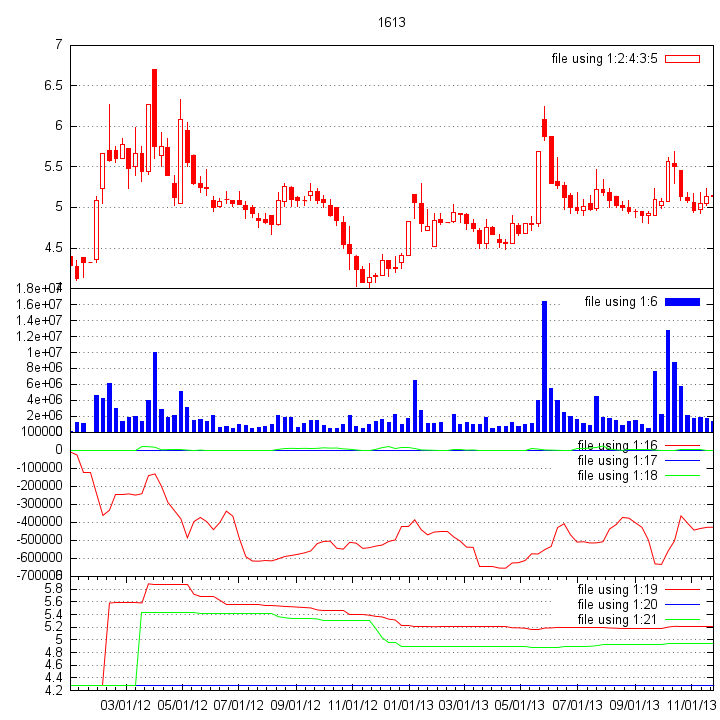 1613
7
file using 1:2:4:3:5
6.5
6
5.5
5
4.5
4
1.8e+07
file using 1:6
1.6e+07
1.4e+07
1.2e+07
1e+07
8e+06
6e+06
4e+06
2e+06
100000
file using 1:16
0
file using 1:17
-100000
file using 1:18
-200000
-300000
-400000
-500000
-600000
-700000
5.8
file using 1:19
5.6
file using 1:20
5.4
file using 1:21
5.2
5
4.8
4.6
4.4
4.2
03/01/12 05/01/12 07/01/12 09/01/12 11/01/12 01/01/13 03/01/13 05/01/13 07/01/13 09/01/13 11/01/13